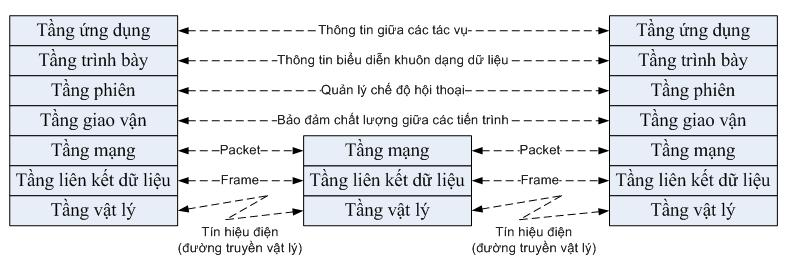 Tầng ứng dụng Thông tin giữa các tác vụ Tầng ứng dụng
Tầng trình bày Thông tin biểu diễn khuôn dạng dữ liệu Tầng trình bày
Tầng phiên Quản lý chế độ hội thoại Tầng phiên
Tầng giao vận Bảo đảm chất lượng giữa các tiến trình Tầng giao vận
Tầng mạng Packet Tầng mạng Packet Tầng mạng
Tầng liên kết dữ liệu Frame Tầng liên kết dữ liệu Frame Tầng liên kết dữ liệu
Tầng vật lý Tầng vật lý Tầng vật lý
Tín hiệu điện Tín hiệu điện
(đường truyền vật lý) (đường truyền vật lý)